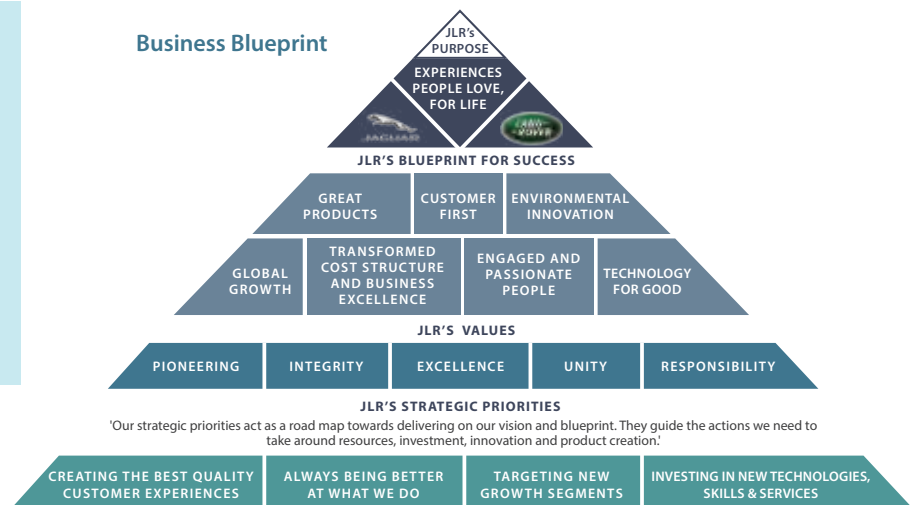 Business Blueprint
JLR's
PURPOSE
EXPERIENCES
PEOPLE LOVE,
FOR LIFE
JAGUAR
LAND
ROVER
JLR'S BLUEPRINT FOR SUCCESS
GREAT
PRODUCTS
CUSTOMER
FIRST
ENVIRONMENTAL
INNOVATION
GLOBAL
GROWTH
TRANSFORMED
COST STRUCTURE
AND BUSINESS
EXCELLENCE
ENGAGED AND
PASSIONATE
PEOPLE
TECHNOLOGY
FOR GOOD
JLR'S VALUES
PIONEERING
INTEGRITY
EXCELLENCE
UNITY
RESPONSIBILITY
JLR'S STRATEGIC PRIORITIES
'Our strategic priorities act as a road map towards delivering on our vision and blueprint. They guide the actions we need to
take around resources, investment, innovation and product creation.'
CREATING THE BEST QUALITY
CUSTOMER EXPERIENCES
ALWAYS BEING BETTER
AT WHAT WE DO
TARGETING NEW
GROWTH SEGMENTS
INVESTING IN NEW TECHNOLOGIES,
SKILLS & SERVICES